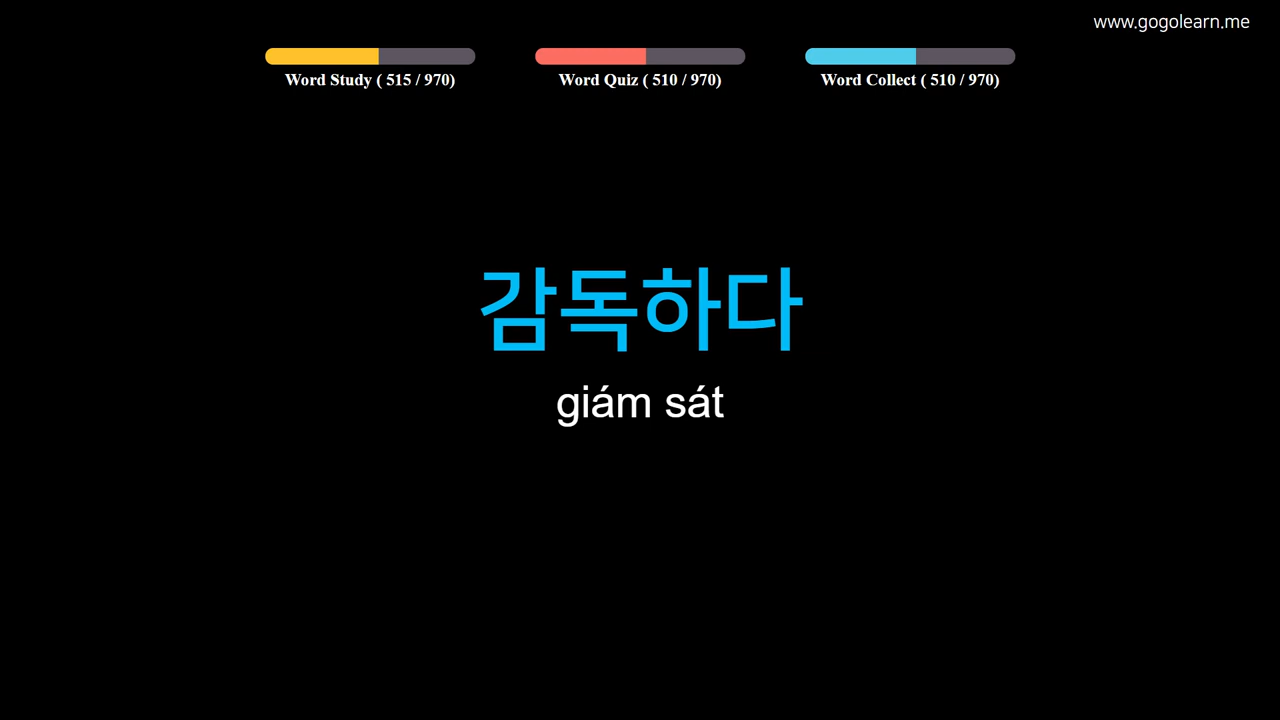 www.gogolearn.me
Word Study ( 515 / 970)
Word Quiz ( 510 / 970)
Word Collect ( 510 / 970)
감독하다
giám sát